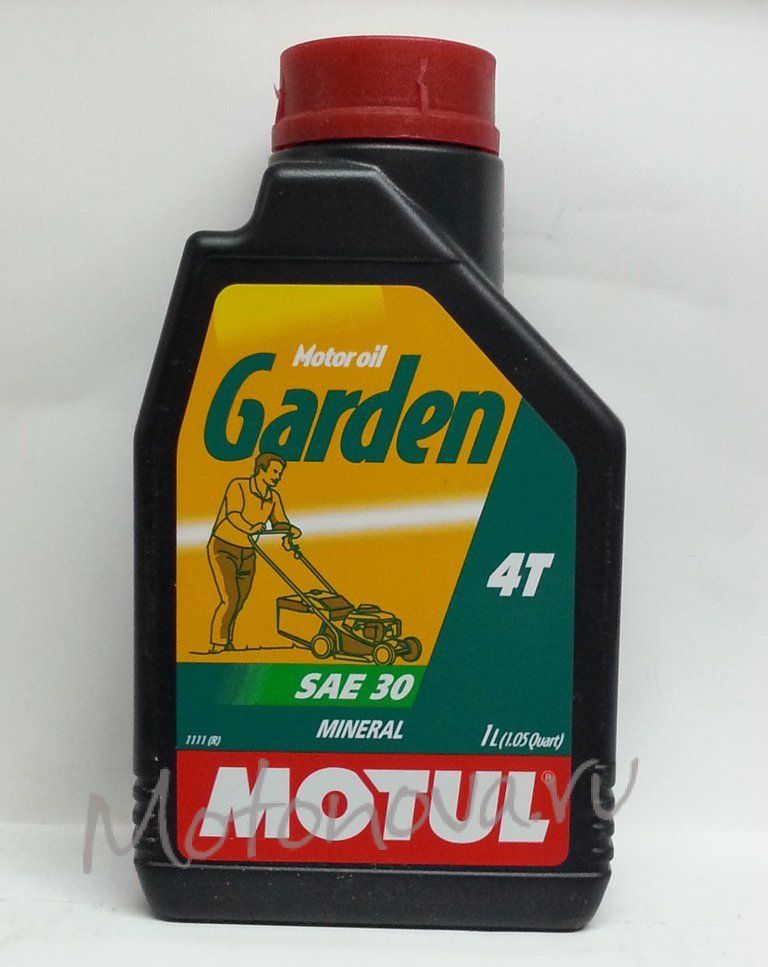 Motor oil
Garden
4T
SAE 30
MINERAL
1111 (R)
1L (1.05 Quart)
MOTUL®
Motonova.ru